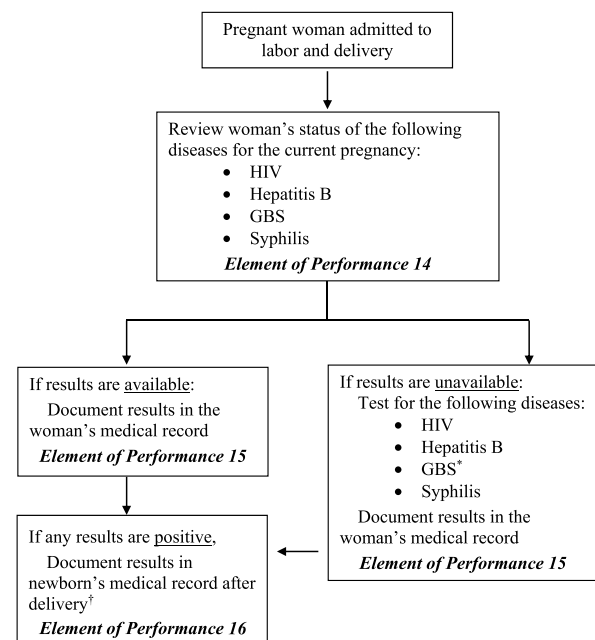 Pregnant woman admitted to
labor and delivery
Review woman's status of the following
diseases for the current pregnancy:
• HIV
• Hepatitis B
• GBS
• Syphilis
Element of Performance 14
If results are available:
Document results in the
woman's medical record
Element of Performance 15
If results are unavailable:
Test for the following diseases:
• HIV
• Hepatitis B
• GBS*
• Syphilis
Document results in the
woman's medical record
Element of Performance 15
If any results are positive,
Document results in
newborn's medical record after
delivery†
Element of Performance 16